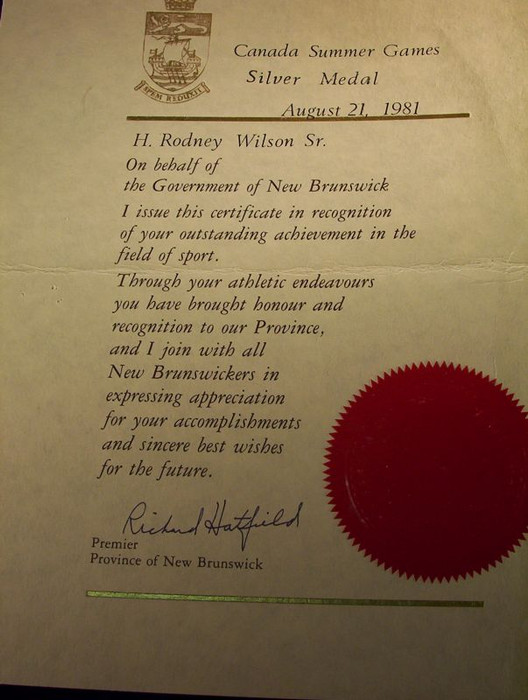 SPEM REDUXIT
Canada Summer Games
Silver Medal
August 21, 1981
H. Rodney Wilson Sr.
On behalf of
the Government of New Brunswick
I issue this certificate in recognition
of your outstanding achievement in the
field of sport.
Through your athletic endeavours
you have brought honour and
recognition to our Province,
and I join with all
New Brunswickers in
expressing appreciation
for your accomplishments
and sincere best wishes
for the future.
Richard Hatfield
Premier
Province of New Brunswick